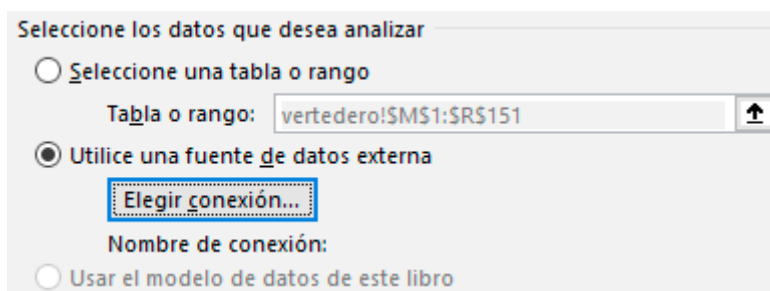 Seleccione los datos que desea analizar
Seleccione una tabla o rango
Tabla o rango: vertedero!$M$1:$R$151
Utilice una fuente de datos externa
Elegir conexión...
Nombre de conexión:
Usar el modelo de datos de este libro